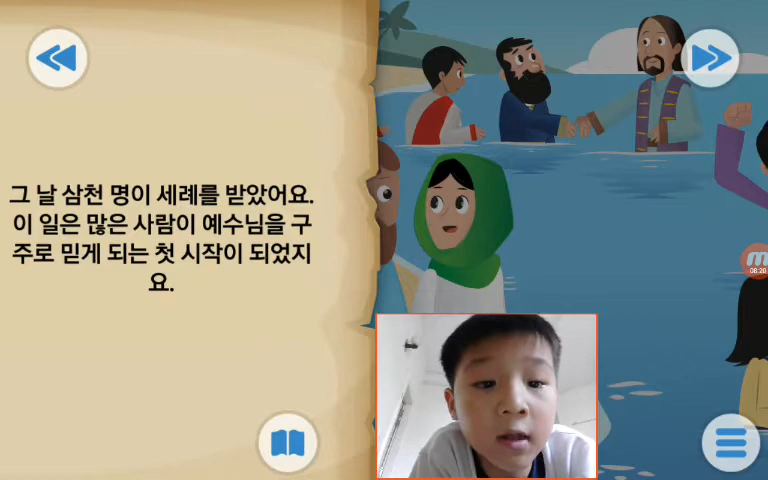 그 날 삼천 명이 세례를 받았어요.
이 일은 많은 사람이 예수님을 구
주로 믿게 되는 첫 시작이 되었지
요.
m
08:20